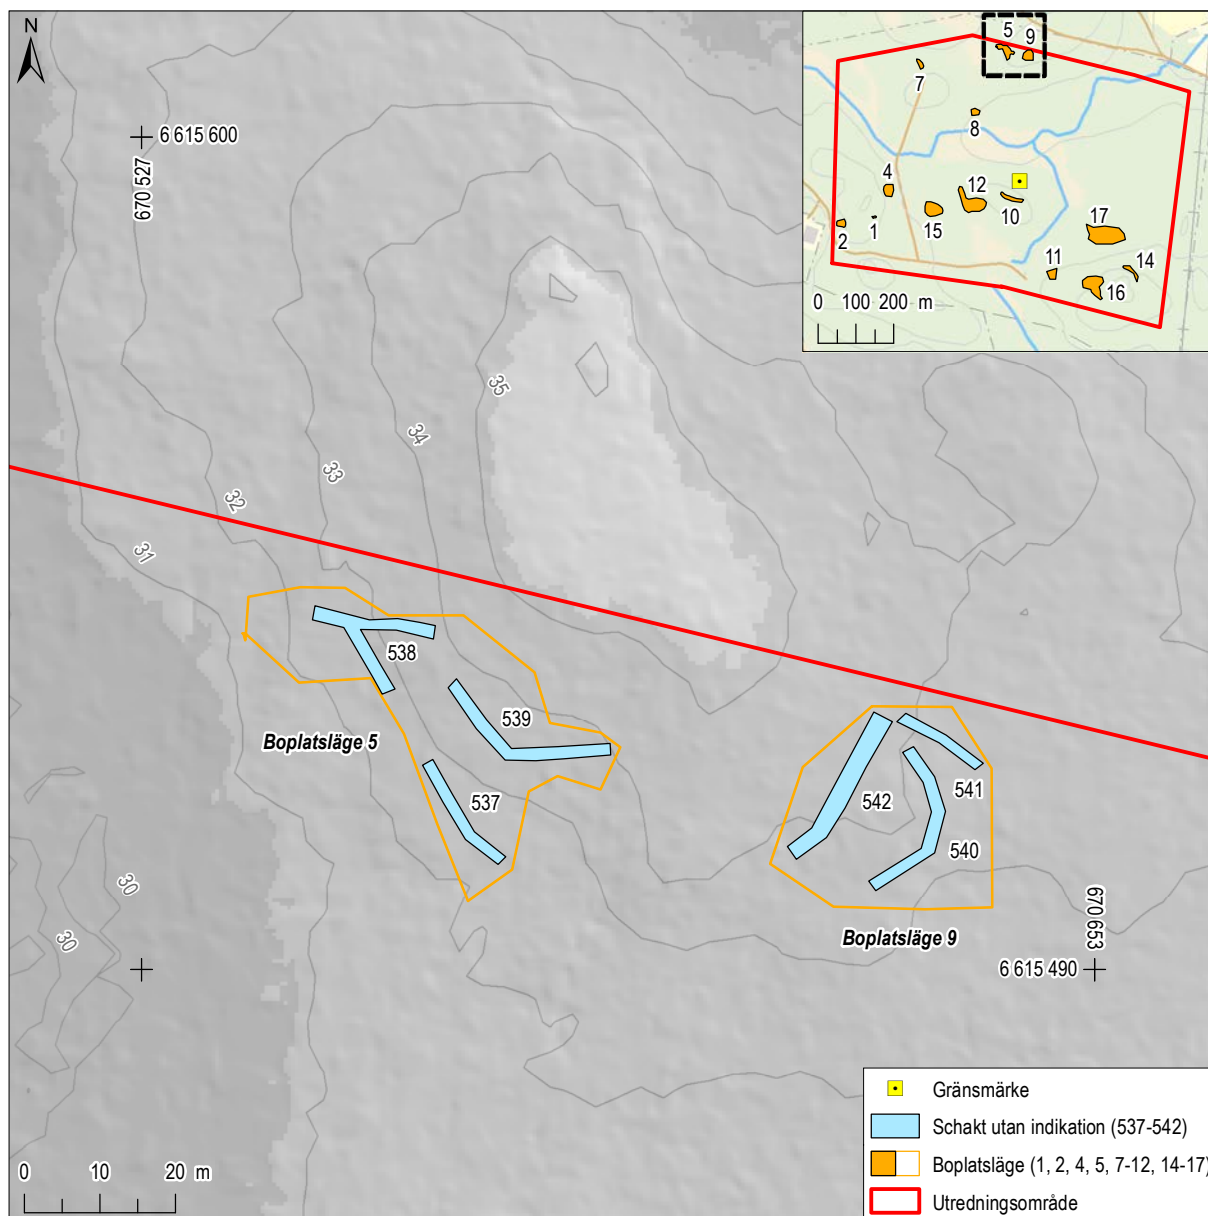 N
6 615 600
670 527
5
9
7
8
4
12
10
15
1
2
17
11
14
16
0 100 200 m
35
34
33
32
31
30
30
538
539
537
Boplatsläge 5
542
541
540
Boplatsläge 9
670 653
6 615 490
0 10 20 m
Gränsmärke
Schakt utan indikation (537-542)
Boplatsläge (1, 2, 4, 5, 7-12, 14-17)
Utredningsområde